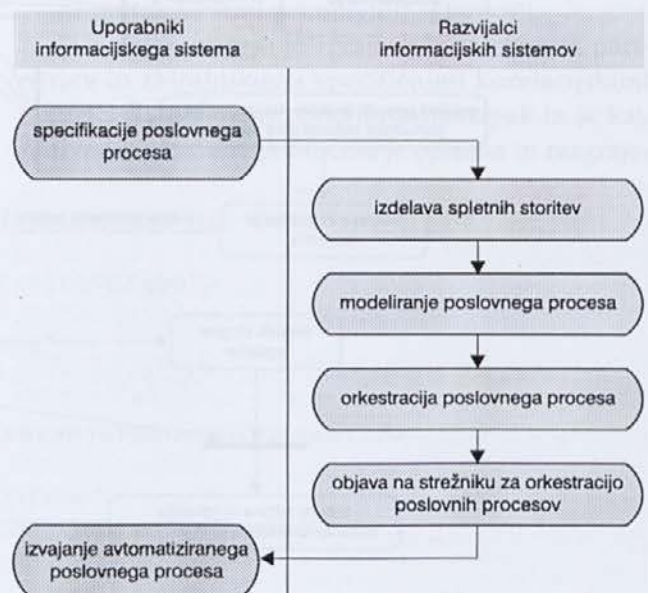 Uporabniki
informacijskega sistema
Razvijalci
informacijskih sistemov
specifikacije poslovnega
procesa
izdelava spletnih storitev
modeliranje poslovnega procesa
orkestracija poslovnega procesa
objava na strežniku za orkestracijo
poslovnih procesov
izvajanje avtomatiziranega
poslovnega procesa